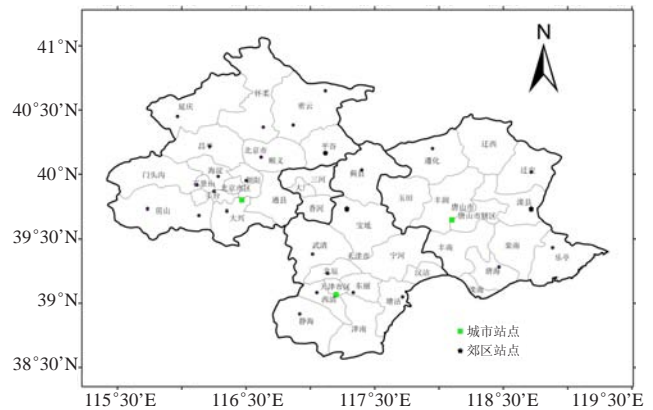 41°N
N
怀柔
密云
延庆
40°30′N
昌平
北京市
平谷
顺义
遵化
迁西
40°N
海淀
朝阳
三河
蓟县
迁安
门头沟
北京市区
大厂
玉田
丰润
滦县
通县
香河
唐山市
房山
大兴
宝坻
唐山市辖区
39°30′N
武清
天津市
宁河
丰南
滦南
乐亭
汉沽
唐海
北辰
39°N
天津市区
东丽
西青
塘沽
静海
津南
城市站点
郊区站点
38°30′N
115°30′E
116°30′E
117°30′E
118°30′E
119°30′E